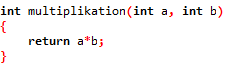 int multiplikation(int a, int b)
{
    return a*b;
}